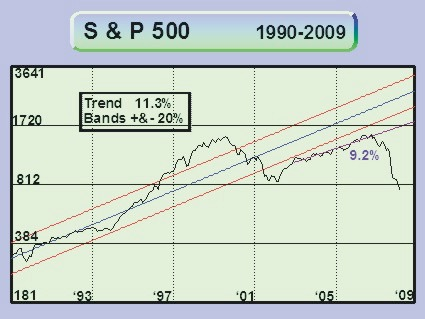 S & P 500 1990-2009
3641
Trend 11.3%
Bands +& - 20%
1720
9.2%
812
384
181 '93 '97 '01 '05 '09